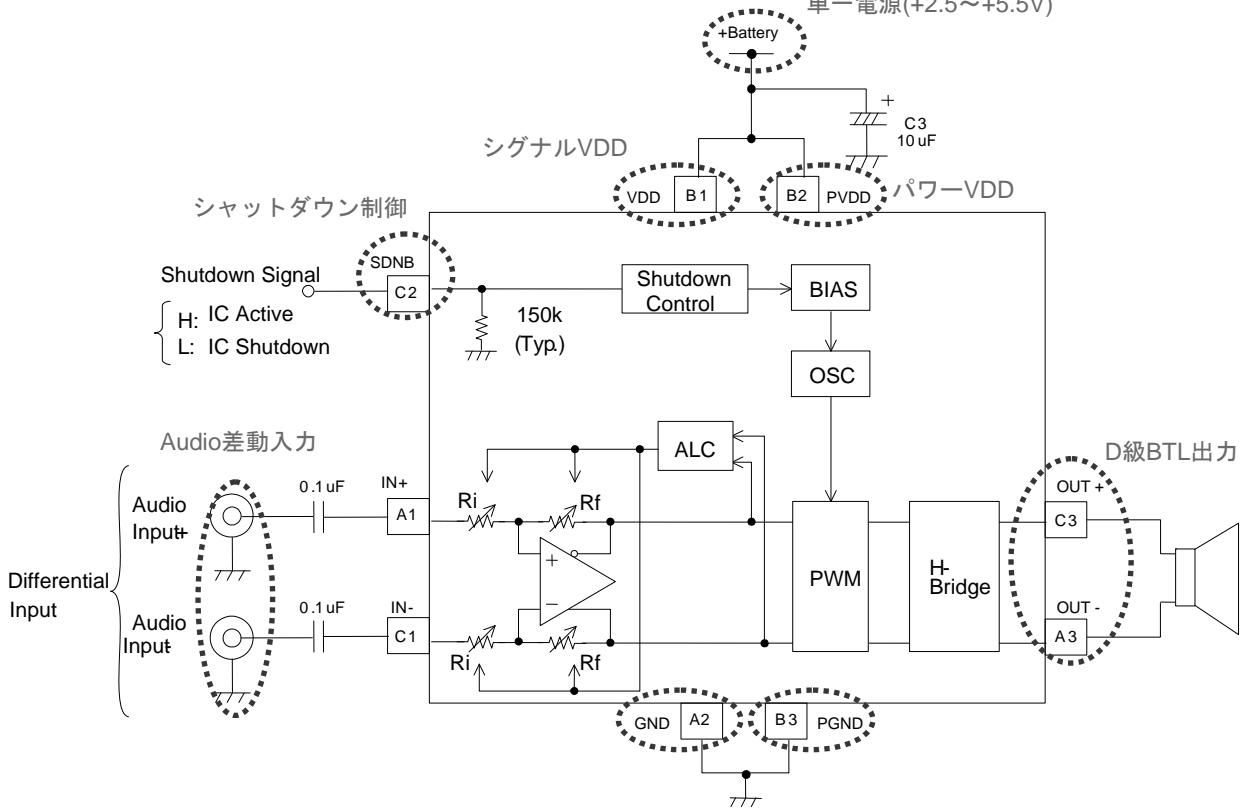 単一電源(+2.5～+5.5V)
+Battery
+
C3
10 uF
シグナルVDD
VDD
B1
B2
PVDD
パワーVDD
シャットダウン制御
SDNB
C2
Shutdown Signal
H: IC Active
L: IC Shutdown
150k
(Typ.)
Shutdown
Control
BIAS
OSC
ALC
Audio差動入力
D級BTL出力
Differential
Input
Audio
Input+
0.1uF
IN+
A1
Ri
Rf
+
−
PWM
H-
Bridge
OUT +
C3
Audio
Input-
0.1uF
IN-
C1
Ri
Rf
OUT -
A3
GND
A2
B3
PGND